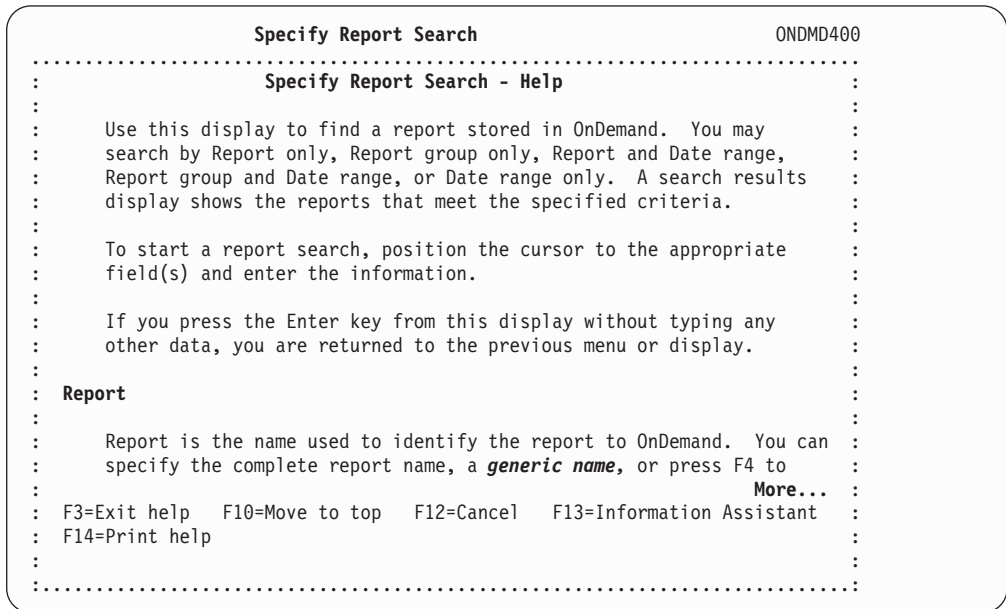 Specify Report Search ONDMD400
..............................................................................
: Specify Report Search - Help :
: :
: Use this display to find a report stored in OnDemand. You may :
: search by Report only, Report group only, Report and Date range, :
: Report group and Date range, or Date range only. A search results :
: display shows the reports that meet the specified criteria. :
: :
: To start a report search, position the cursor to the appropriate :
: field(s) and enter the information. :
: :
: If you press the Enter key from this display without typing any :
: other data, you are returned to the previous menu or display. :
: :
: Report :
: :
: Report is the name used to identify the report to OnDemand. You can :
: specify the complete report name, a generic name, or press F4 to :
: More... :
: F3=Exit help F10=Move to top F12=Cancel F13=Information Assistant :
: F14=Print help :
: :
:............................................................................: